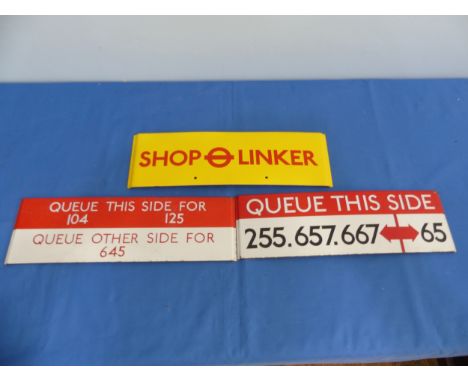 SHOP LINKER
QUEUE THIS SIDE FOR
104 125
QUEUE OTHER SIDE FOR
645
QUEUE THIS SIDE
255.657.667 65